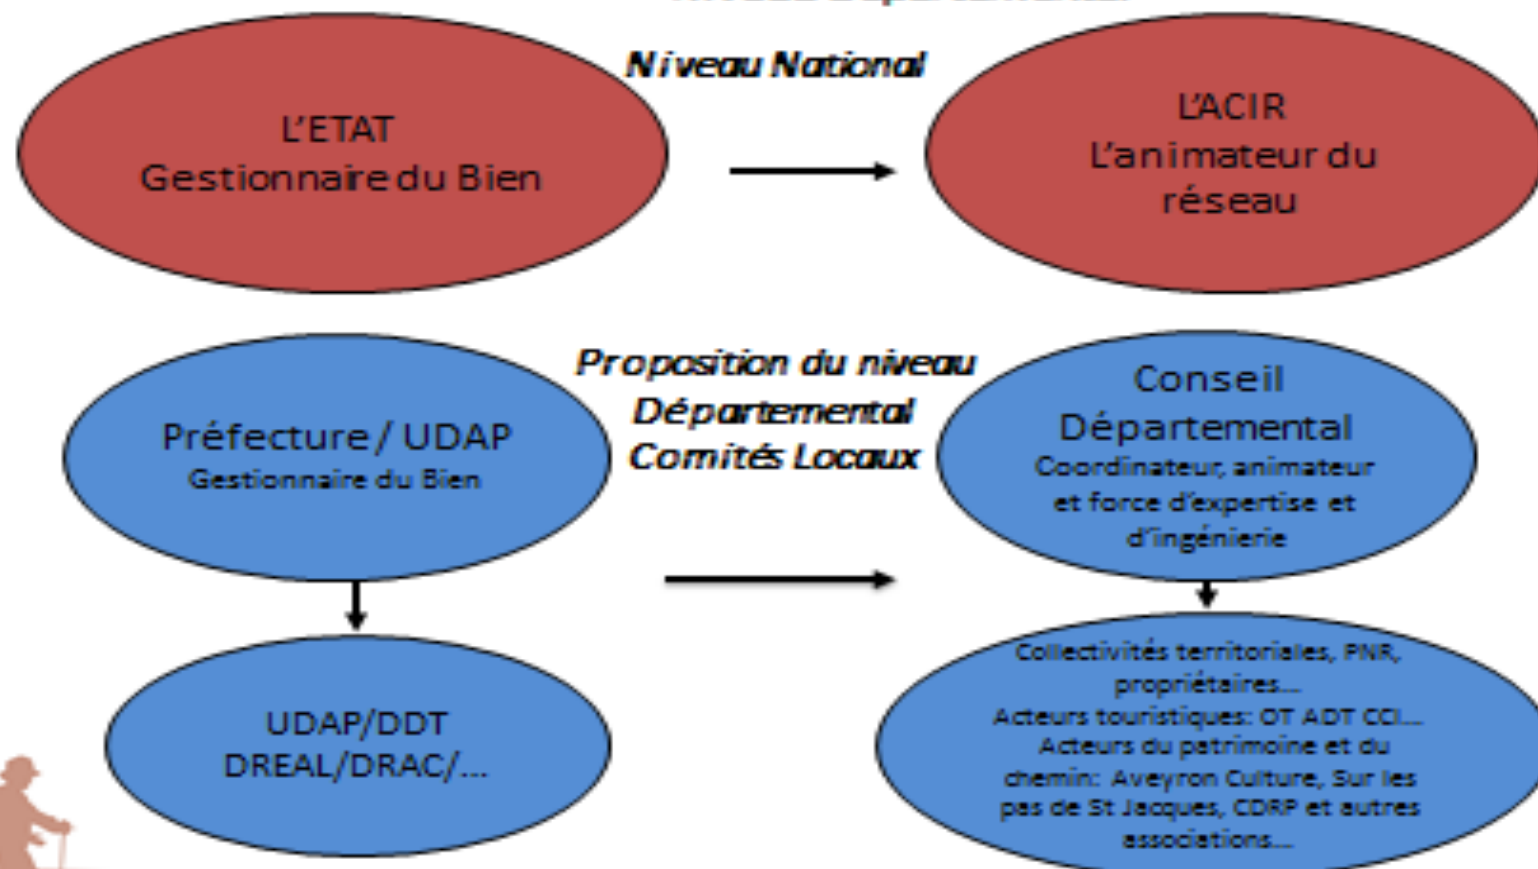 Niveau National
L'ETAT
Gestionnaire du Bien
L'ACIR
L'animateur du
réseau
Préfecture / UDAP
Gestionnaire du Bien
Proposition du niveau
Départemental
Comités Locaux
Conseil
Départemental
Coordinateur, animateur
et force d'expertise et
d'ingénierie
UDAP/DDT
DREAL/DRAC/...
Collectivités territoriales, PNR,
propriétaires...
Acteurs touristiques: OT ADT CCI...
Acteurs du patrimoine et du
chemin: Aveyron Culture, Sur les
pas de St Jacques, CDRP et autres
associations...